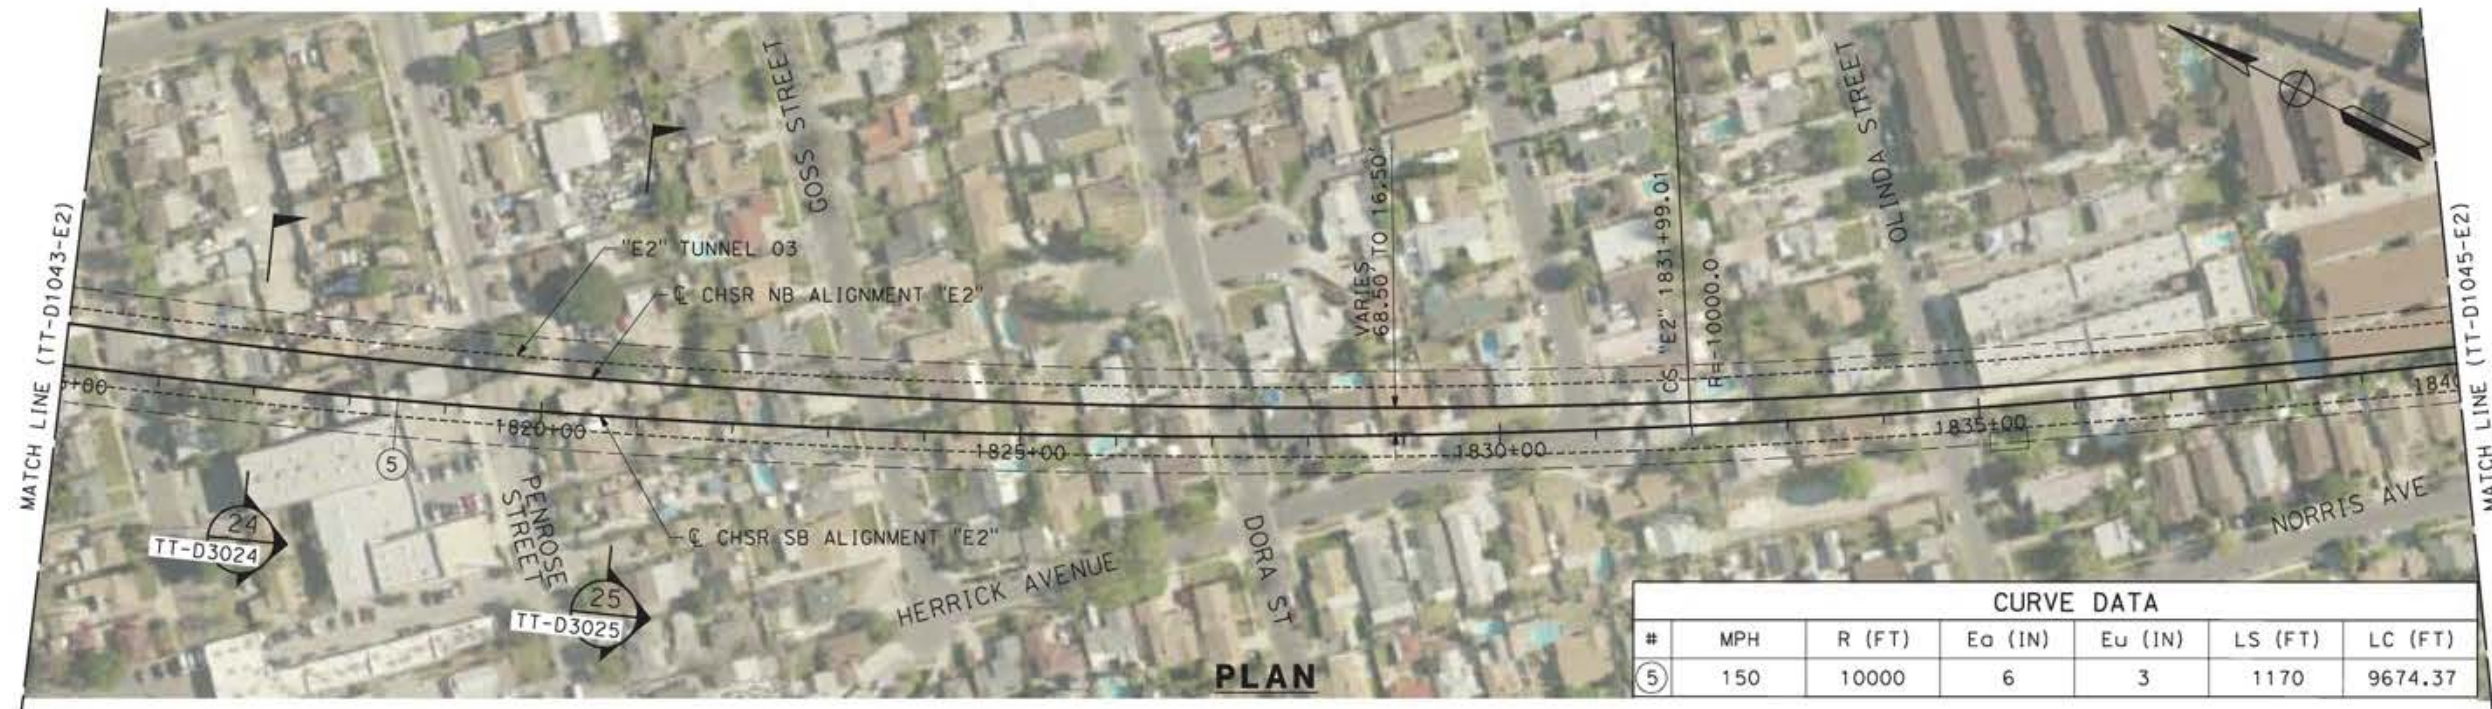 MATCH LINE (TT-D1043-E2)
GOSS STREET
OLINDA STREET
"E2" TUNNEL 03
℄ CHSR NB ALIGNMENT "E2"
VARIES
68.50' TO 16.50'
CS "E2" 1831+99.01
R=-10000.0
MATCH LINE (TT-D1045-E2)
5+00
1820+00
1825+00
1830+00
1835+00
1840
5
24
TT-D3024
PENROSE
STREET
℄ CHSR SB ALIGNMENT "E2"
25
TT-D3025
HERRICK AVENUE
DORA ST
NORRIS AVE
PLAN
CURVE DATA
# MPH R (FT) Ea (IN) Eu (IN) LS (FT) LC (FT)
5 150 10000 6 3 1170 9674.37